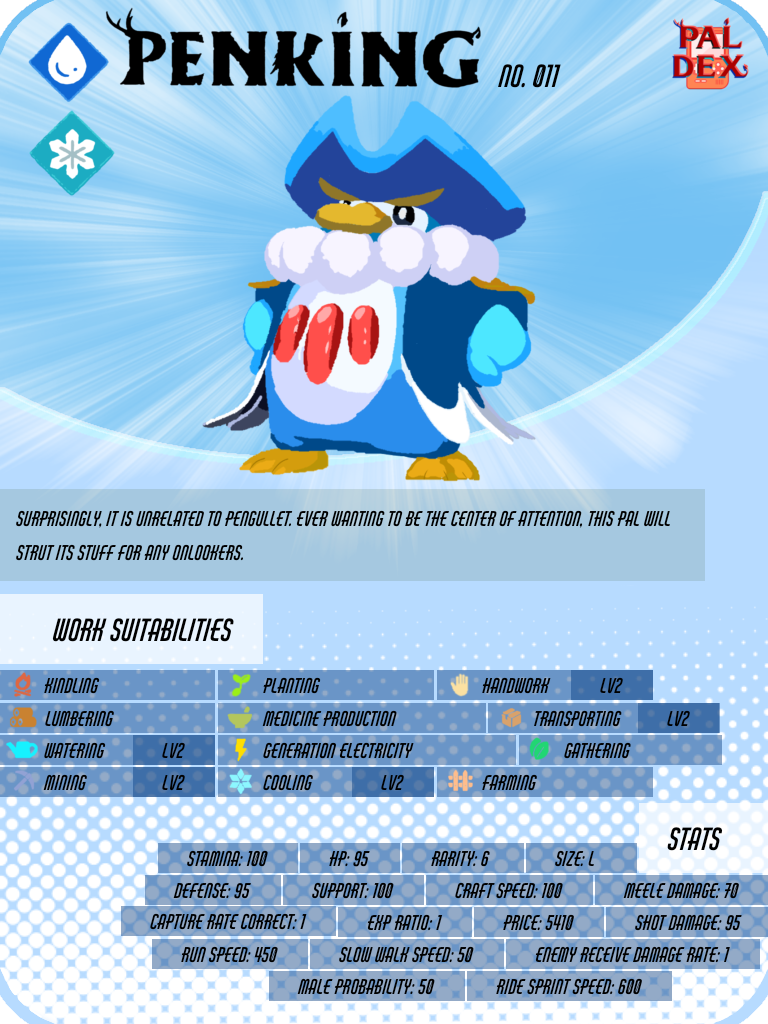 PENKING NO. 011
PAL
DEX
SURPRISINGLY, IT IS UNRELATED TO PENGULLET. EVER WANTING TO BE THE CENTER OF ATTENTION, THIS PAL WILL
STRUT ITS STUFF FOR ANY ONLOOKERS.
WORK SUITABILITIES
KINDLING PLANTING HANDWORK LV2
LUMBERING MEDICINE PRODUCTION TRANSPORTING LV2
WATERING LV2 GENERATION ELECTRICITY GATHERING
MINING LV2 COOLING LV2 FARMING
STATS
STAMINA: 100 HP: 95 RARITY: 6 SIZE: L
DEFENSE: 95 SUPPORT: 100 CRAFT SPEED: 100 MEELE DAMAGE: 70
CAPTURE RATE CORRECT: 1 EXP RATIO: 1 PRICE: 5410 SHOT DAMAGE: 95
RUN SPEED: 450 SLOW WALK SPEED: 50 ENEMY RECEIVE DAMAGE RATE: 1
MALE PROBABILITY: 50 RIDE SPRINT SPEED: 600